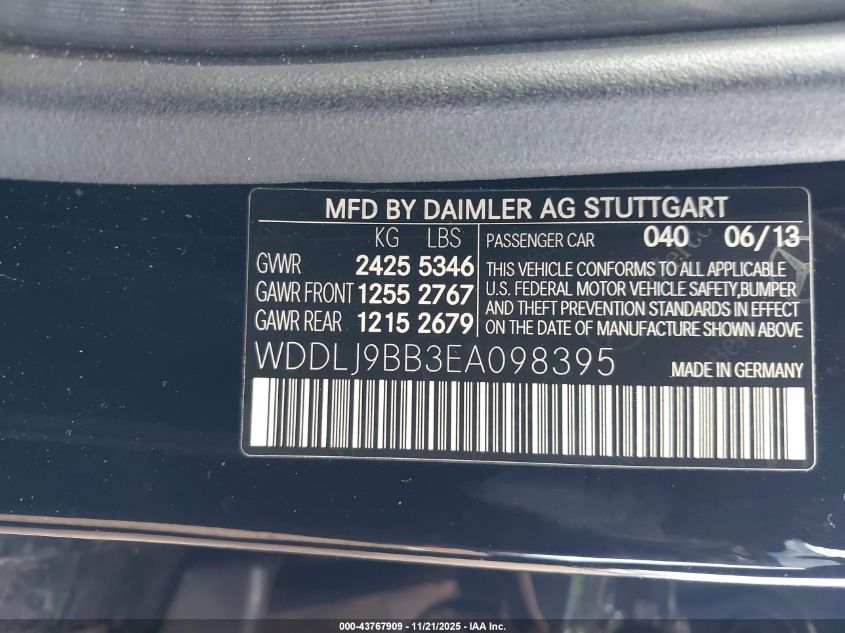 MFD BY DAIMLER AG STUTTGART
KG LBS
GVWR 2425 5346
GAWR FRONT 1255 2767
GAWR REAR 1215 2679
PASSENGER CAR 040 06/13
THIS VEHICLE CONFORMS TO ALL APPLICABLE
U.S. FEDERAL MOTOR VEHICLE SAFETY,BUMPER
AND THEFT PREVENTION STANDARDS IN EFFECT
ON THE DATE OF MANUFACTURE SHOWN ABOVE
WDDLJ9BB3EA098395
MADE IN GERMANY
000-43767909 - 11/21/2025 - IAA Inc.